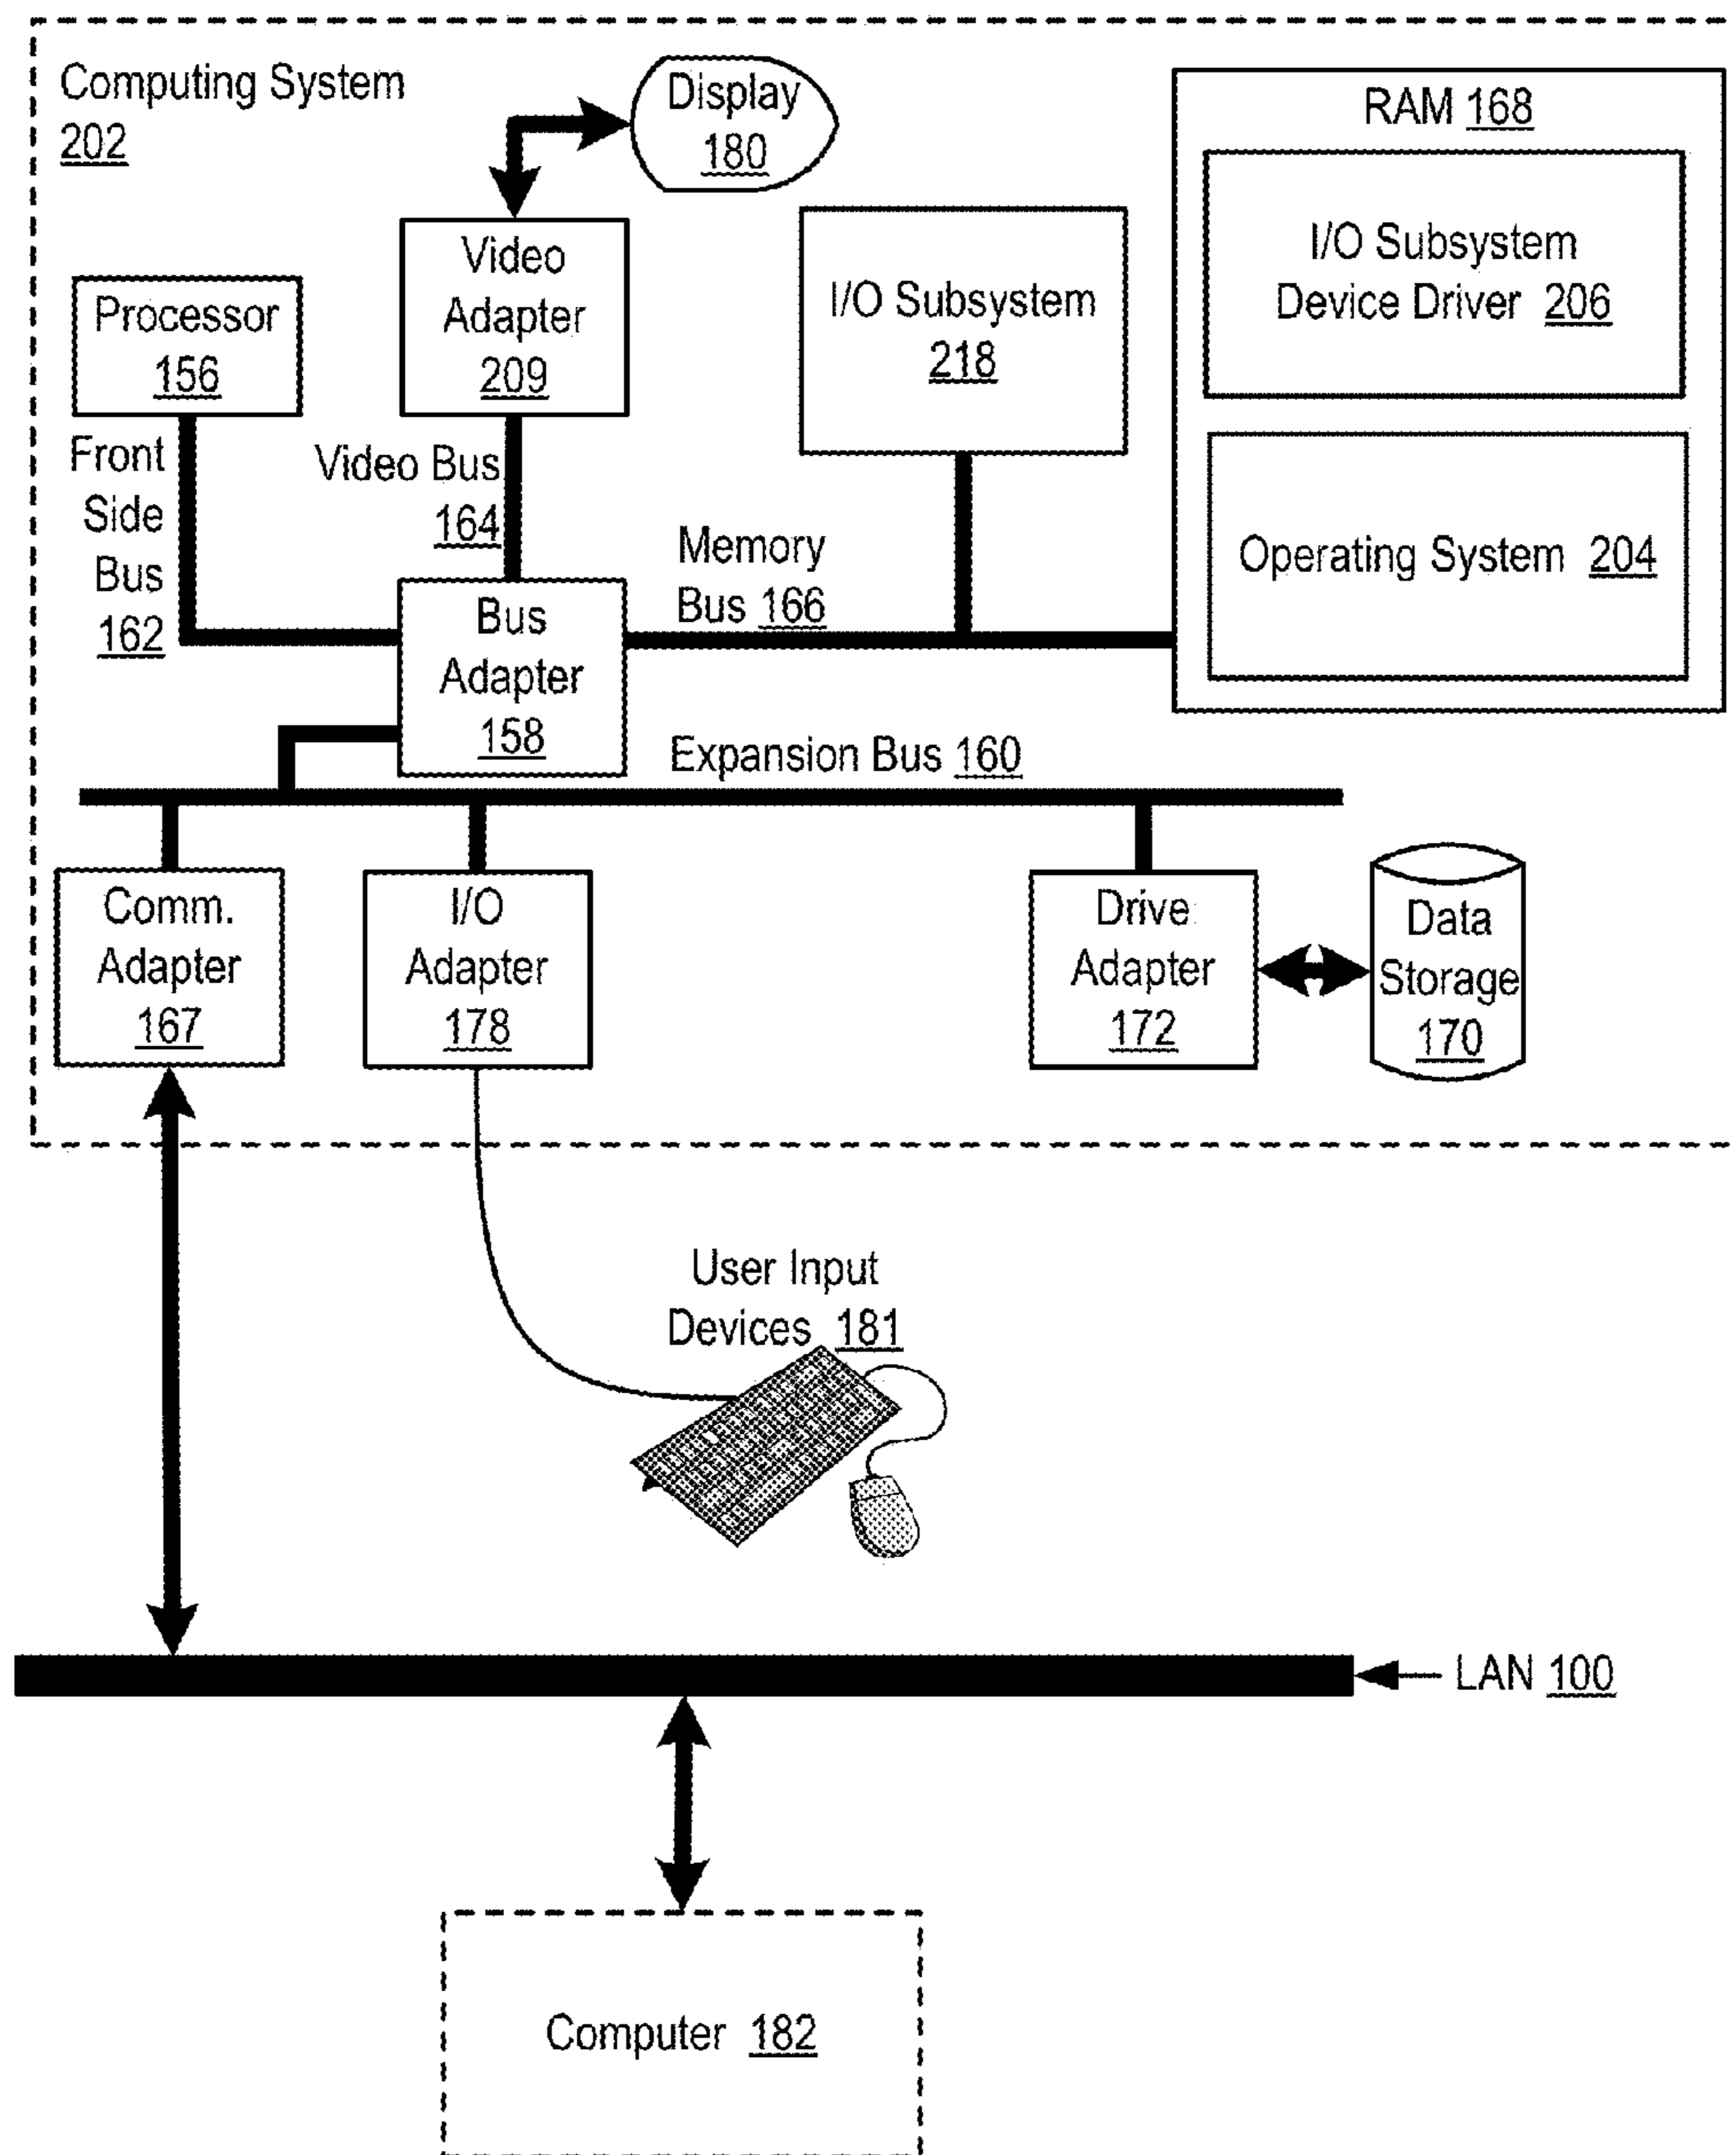 Computing System
202
Display
180
RAM 168
I/O Subsystem
Device Driver 206
Operating System 204
Video
Adapter
209
I/O Subsystem
218
Processor
156
Front
Side
Bus
162
Video Bus
164
Memory
Bus 166
Bus
Adapter
158
Expansion Bus 160
Comm.
Adapter
167
I/O
Adapter
178
Drive
Adapter
172
Data
Storage
170
User Input
Devices 181
LAN 100
Computer 182